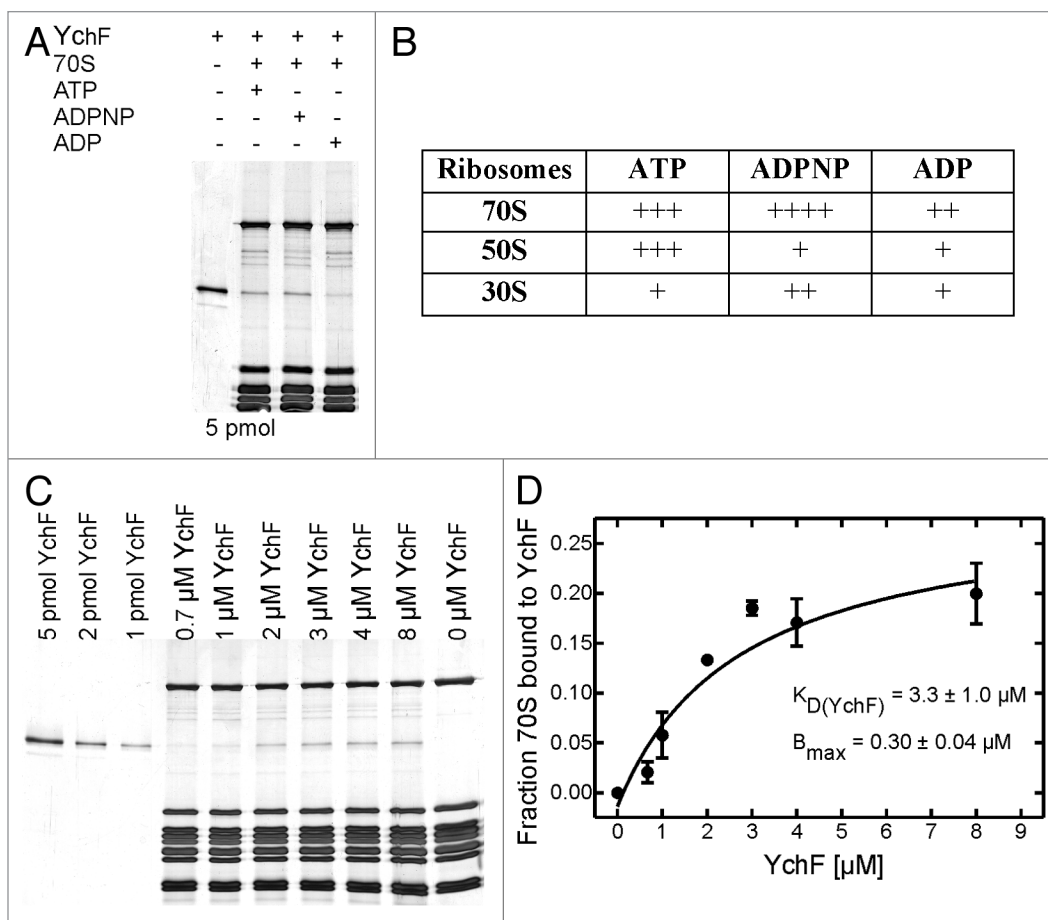 A
YchF + + + +
70S - + + +
ATP - + - -
ADPNP - - + -
ADP - - - +
5 pmol
B
Ribosomes ATP ADPNP ADP
70S +++ ++++ ++
50S +++ + +
30S + ++ +
C
5 pmol YchF
2 pmol YchF
1 pmol YchF
0.7 µM YchF
1 µM YchF
2 µM YchF
3 µM YchF
4 µM YchF
8 µM YchF
0 µM YchF
D
Fraction 70S bound to YchF
0.25
0.20
0.15
0.10
0.05
0.00
K_D(YchF) = 3.3 ± 1.0 µM
B_max = 0.30 ± 0.04 µM
0 1 2 3 4 5 6 7 8 9
YchF [µM]